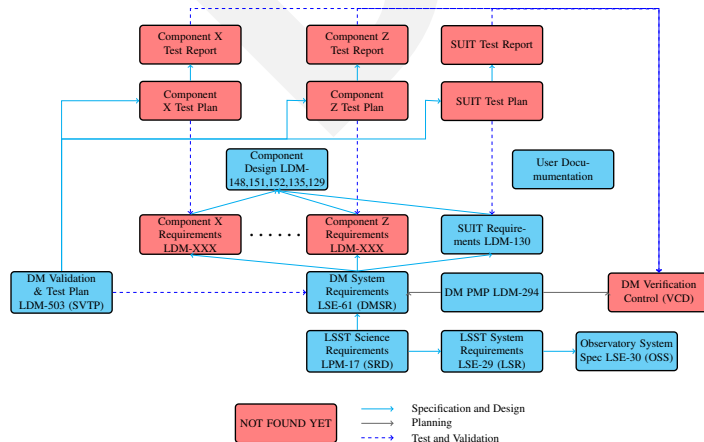 Component X
Test Report
Component Z
Test Report
SUIT Test Report
Component
X Test Plan
Component
Z Test Plan
SUIT Test Plan
Component
Design LDM-
148,151,152,135,129
User Docu-
mumentation
Component X
Requirements
LDM-XXX
......
Component Z
Requirements
LDM-XXX
SUIT Require-
ments LDM-130
DM Validation
& Test Plan
LDM-503 (SVTP)
DM System
Requirements
LSE-61 (DMSR)
DM PMP LDM-294
DM Verification
Control (VCD)
LSST Science
Requirements
LPM-17 (SRD)
LSST System
Requirements
LSE-29 (LSR)
Observatory System
Spec LSE-30 (OSS)
NOT FOUND YET
Specification and Design
Planning
Test and Validation